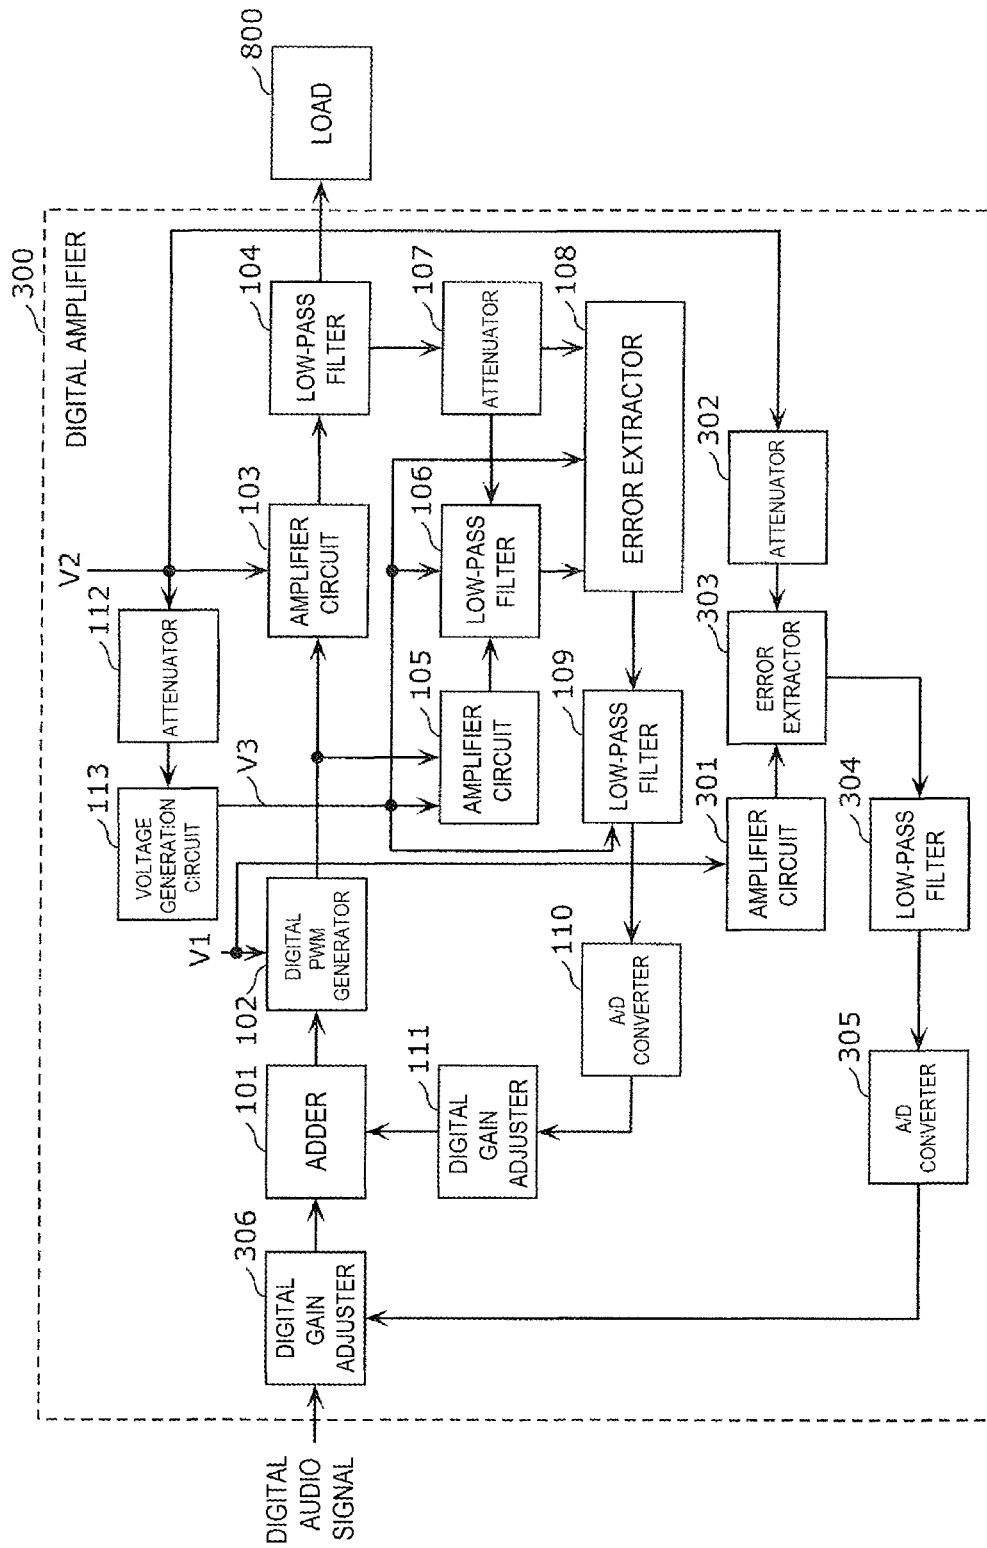 300
DIGITAL AMPLIFIER
V2
112
ATTENUATOR
113
VOLTAGE
GENERATION
CIRCUIT
V3
V1
DIGITAL
AUDIO
SIGNAL
306
DIGITAL
GAIN
ADJUSTER
101
ADDER
102
DIGITAL
PWM
GENERATOR
103
AMPLIFIER
CIRCUIT
104
LOW-PASS
FILTER
800
LOAD
111
DIGITAL
GAIN
ADJUSTER
105
AMPLIFIER
CIRCUIT
106
LOW-PASS
FILTER
107
ATTENUATOR
110
A/D
CONVERTER
109
LOW-PASS
FILTER
108
ERROR EXTRACTOR
301
AMPLIFIER
CIRCUIT
303
ERROR
EXTRACTOR
302
ATTENUATOR
305
A/D
CONVERTER
304
LOW-PASS
FILTER